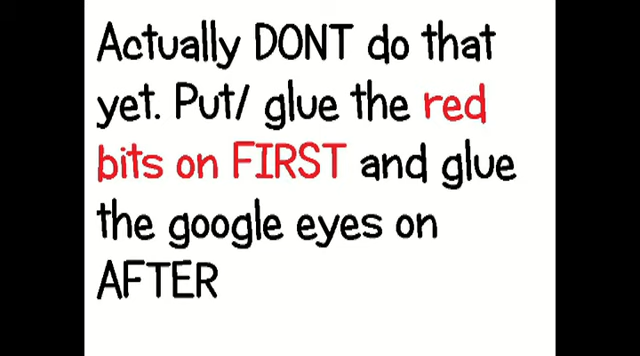 Actually DONT do that
yet. Put/ glue the red
bits on FIRST and glue
the google eyes on
AFTER